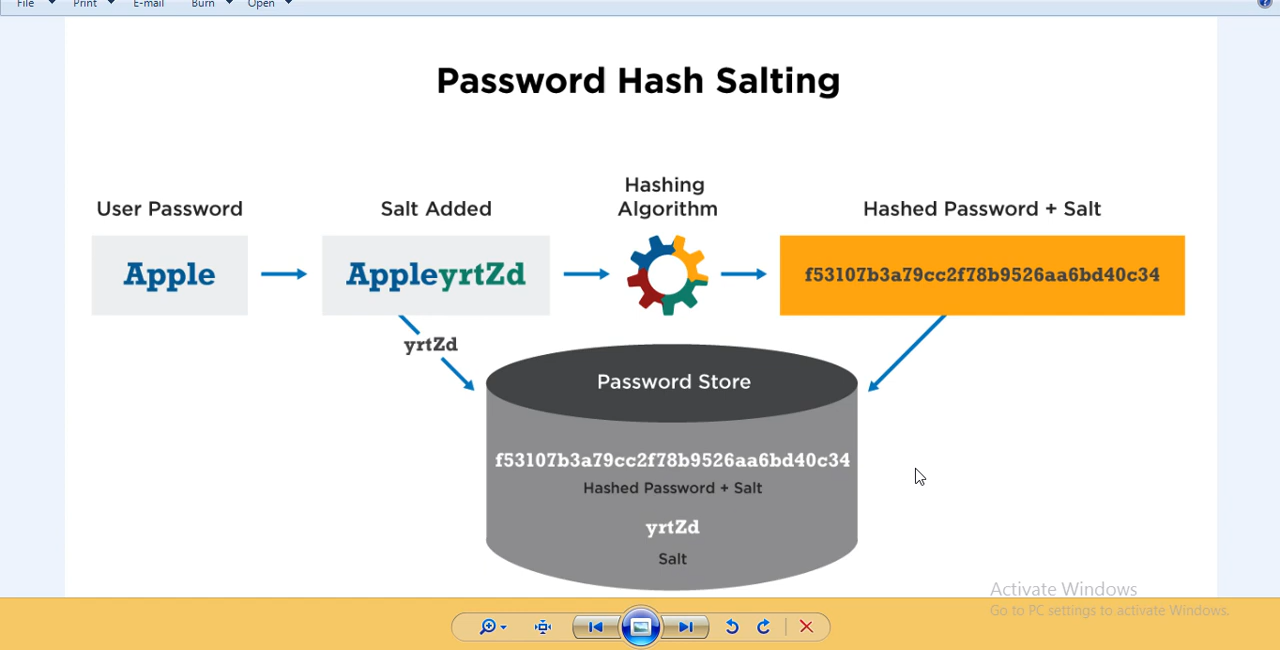 File Print E-mail Burn Open
Password Hash Salting
Hashing
Algorithm
User Password
Salt Added
Hashed Password + Salt
Apple
AppleyrtZd
f53107b3a79cc2f78b9526aa6bd40c34
yrtZd
Password Store
f53107b3a79cc2f78b9526aa6bd40c34
Hashed Password + Salt
yrtZd
Salt
Activate Windows
Go to PC settings to activate Windows.